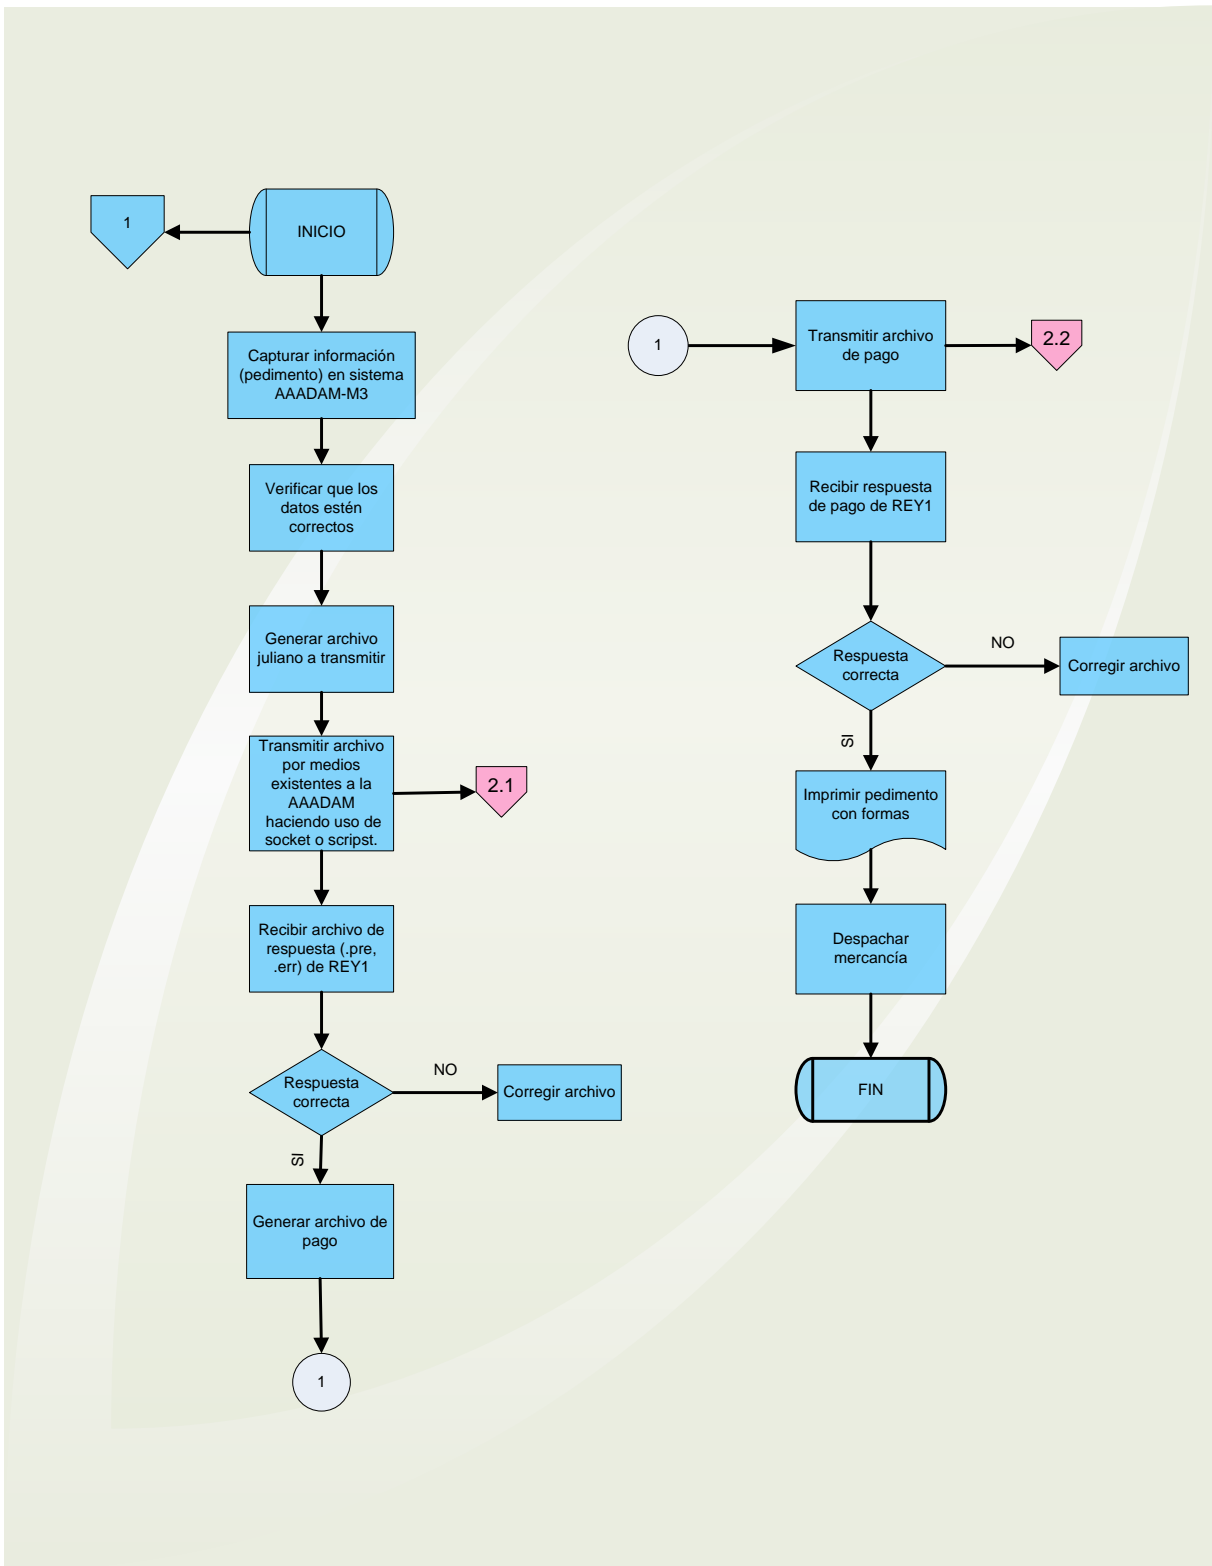 1
INICIO
Capturar información
(pedimento) en sistema
AAADAM-M3
Verificar que los
datos estén
correctos
Generar archivo
juliano a transmitir
Transmitir archivo
por medios
existentes a la
AAADAM
haciendo uso de
socket o scripst.
2.1
Recibir archivo de
respuesta (.pre,
.err) de REY1
Respuesta
correcta
NO
Corregir archivo
SI
Generar archivo de
pago
1
1
Transmitir archivo
de pago
2.2
Recibir respuesta
de pago de REY1
Respuesta
correcta
NO
Corregir archivo
SI
Imprimir pedimento
con formas
Despachar
mercancía
FIN